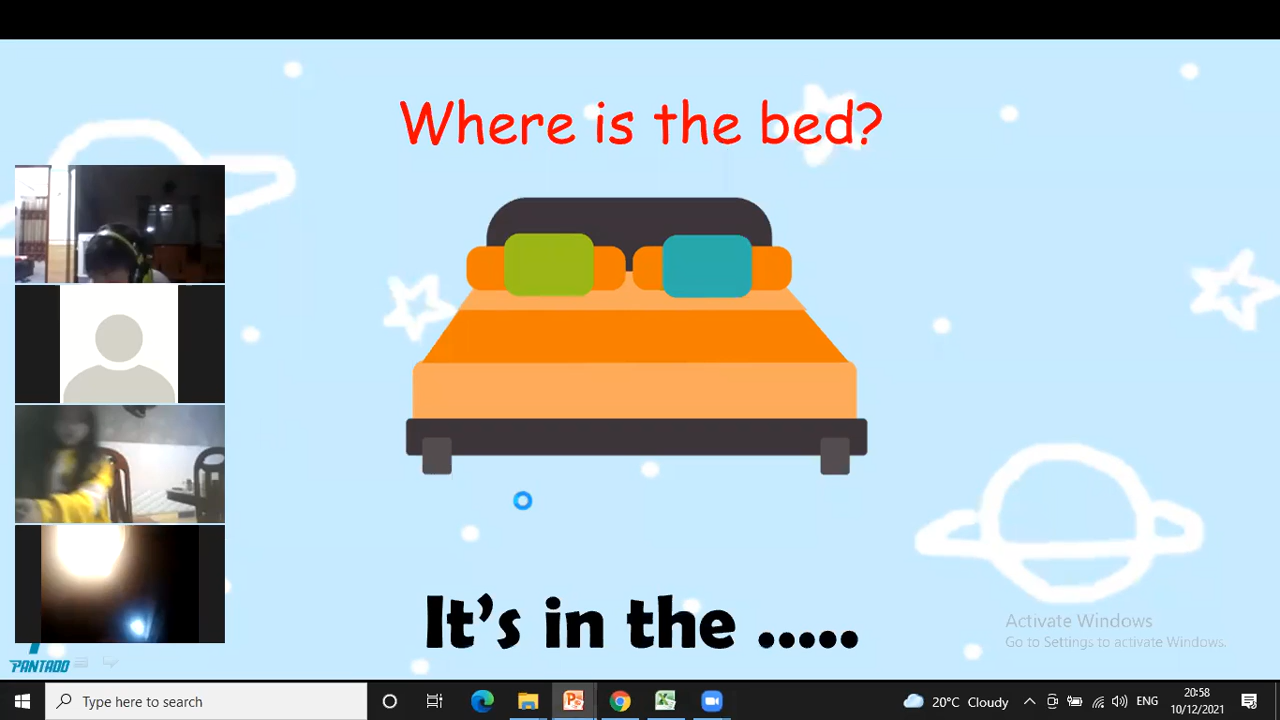 Where is the bed?
It's in the .....
Activate Windows
Go to Settings to activate Windows.
PANTADO
Type here to search
20°C Cloudy
ENG
20:58
10/12/2021